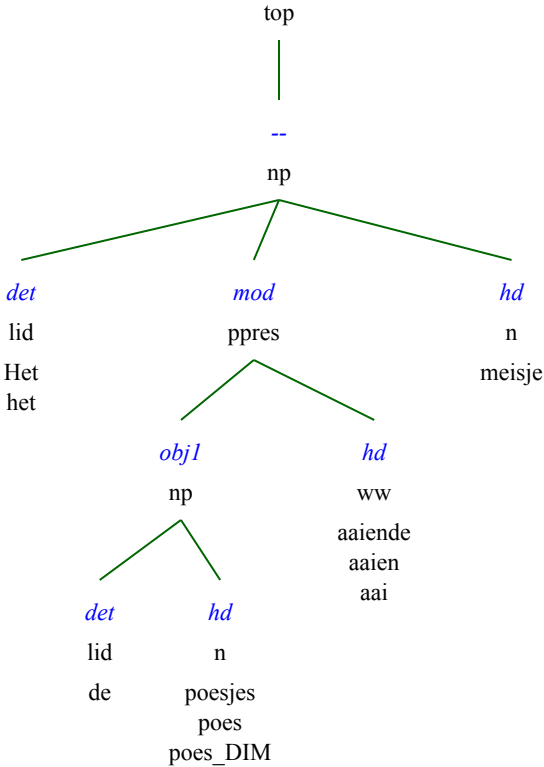 top
--
np
det mod hd
lid ppres n
Het meisje
het
obj1 hd
np ww
aaiende
aaien
aai
det hd
lid n
de poesjes
poes
poes_DIM